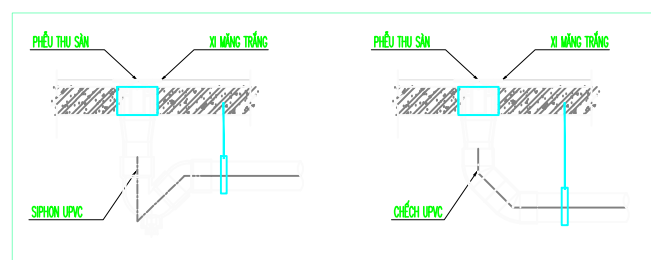 PHỄU THU SÀN
XI MĂNG TRẮNG
SIPHON UPVC
PHỄU THU SÀN
XI MĂNG TRẮNG
CHẾCH UPVC